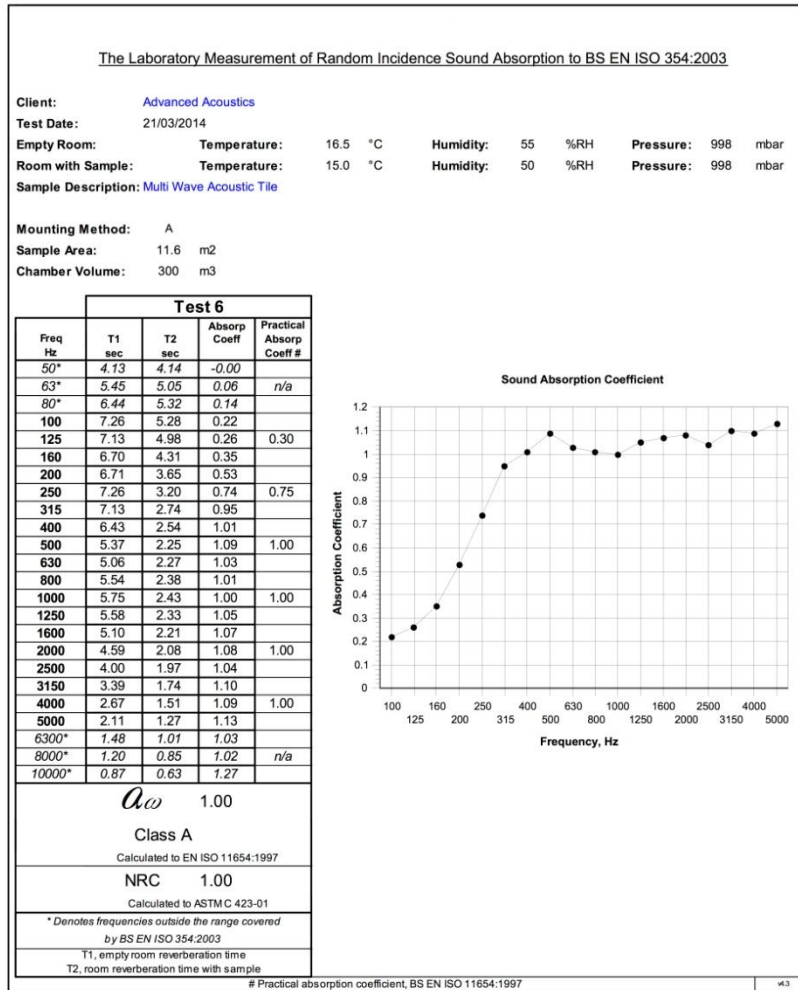 The Laboratory Measurement of Random Incidence Sound Absorption to BS EN ISO 354:2003
Client: Advanced Acoustics
Test Date: 21/03/2014
Empty Room: Temperature: 16.5 °C Humidity: 55 %RH Pressure: 998 mbar
Room with Sample: Temperature: 15.0 °C Humidity: 50 %RH Pressure: 998 mbar
Sample Description: Multi Wave Acoustic Tile
Mounting Method: A
Sample Area: 11.6 m2
Chamber Volume: 300 m3
Test 6
Freq Hz T1 sec T2 sec Absorp Coeff Practical Absorp Coeff #
50* 4.13 4.14 -0.00
63* 5.45 5.05 0.06 n/a
80* 6.44 5.32 0.14
100 7.26 5.28 0.22
125 7.13 4.98 0.26 0.30
160 6.70 4.31 0.35
200 6.71 3.65 0.53
250 7.26 3.20 0.74 0.75
315 7.13 2.74 0.95
400 6.43 2.54 1.01
500 5.37 2.25 1.09 1.00
630 5.06 2.27 1.03
800 5.54 2.38 1.01
1000 5.75 2.43 1.00 1.00
1250 5.58 2.33 1.05
1600 5.10 2.21 1.07
2000 4.59 2.08 1.08 1.00
2500 4.00 1.97 1.04
3150 3.39 1.74 1.10
4000 2.67 1.51 1.09 1.00
5000 2.11 1.27 1.13
6300* 1.48 1.01 1.03
8000* 1.20 0.85 1.02 n/a
10000* 0.87 0.63 1.27
αω 1.00
Class A
Calculated to EN ISO 11654:1997
NRC 1.00
Calculated to ASTM C 423-01
* Denotes frequencies outside the range covered
by BS EN ISO 354:2003
T1, empty room reverberation time
T2, room reverberation time with sample
Sound Absorption Coefficient
Absorption Coefficient
1.2
1.1
1
0.9
0.8
0.7
0.6
0.5
0.4
0.3
0.2
0.1
0
100 160 250 400 630 1000 1600 2500 4000
125 200 315 500 800 1250 2000 3150 5000
Frequency, Hz
# Practical absorption coefficient, BS EN ISO 11654:1997
v4.3